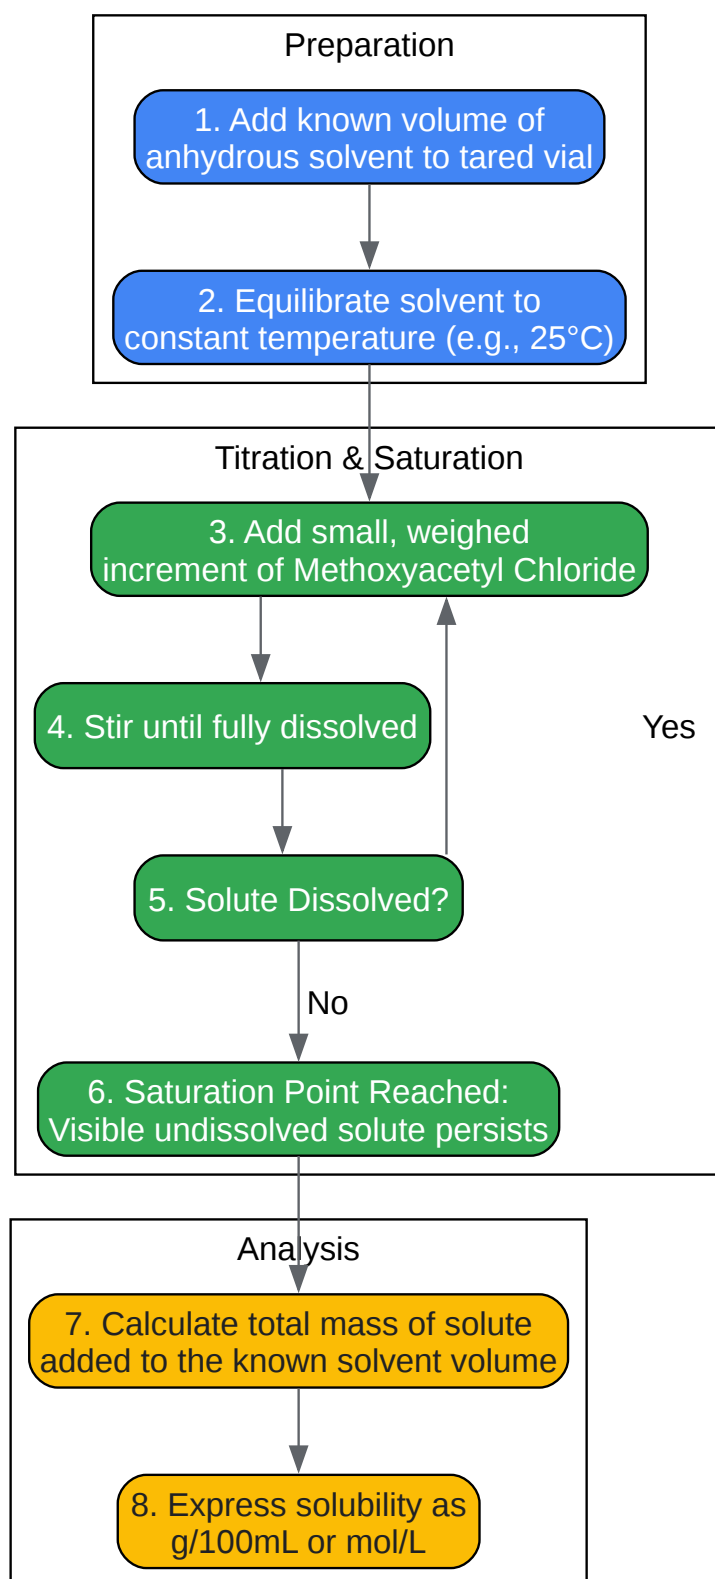 Preparation
1. Add known volume of
anhydrous solvent to tared vial
2. Equilibrate solvent to
constant temperature (e.g., 25°C)
Titration & Saturation
3. Add small, weighed
increment of Methoxyacetyl Chloride
4. Stir until fully dissolved
Yes
5. Solute Dissolved?
No
6. Saturation Point Reached:
Visible undissolved solute persists
Analysis
7. Calculate total mass of solute
added to the known solvent volume
8. Express solubility as
g/100mL or mol/L